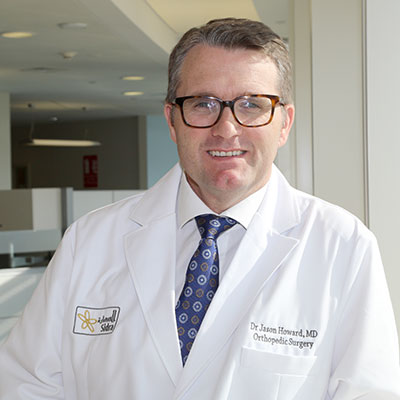 Sidra
Dr Jason Howard, MD
Orthopedic Surgery